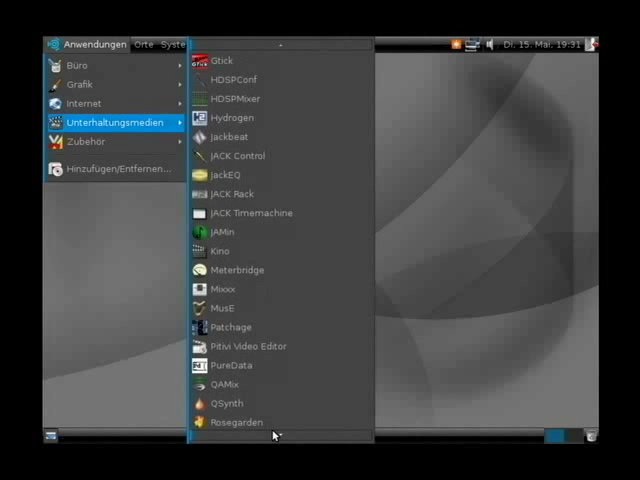 Anwendungen Orte Syste
Di. 15. Mai. 19:31
Büro
Grafik
Internet
Unterhaltungsmedien
Zubehör
Hinzufügen/Entfernen...
Gtick
HDSPConf
HDSPMixer
Hydrogen
Jackbeat
JACK Control
JackEQ
JACK Rack
JACK Timemachine
JAMin
Kino
Meterbridge
Mixxx
MusE
Patchage
Pitivi Video Editor
PureData
QAMix
QSynth
Rosegarden